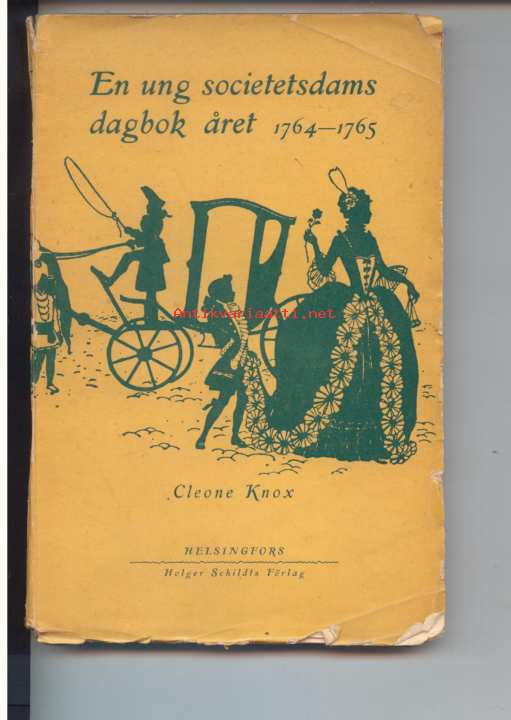 En ung societetsdams
dagbok året 1764—1765
Antikvariaatti.net
Cleone Knox
HELSINGFORS
Holger Schildts Förlag